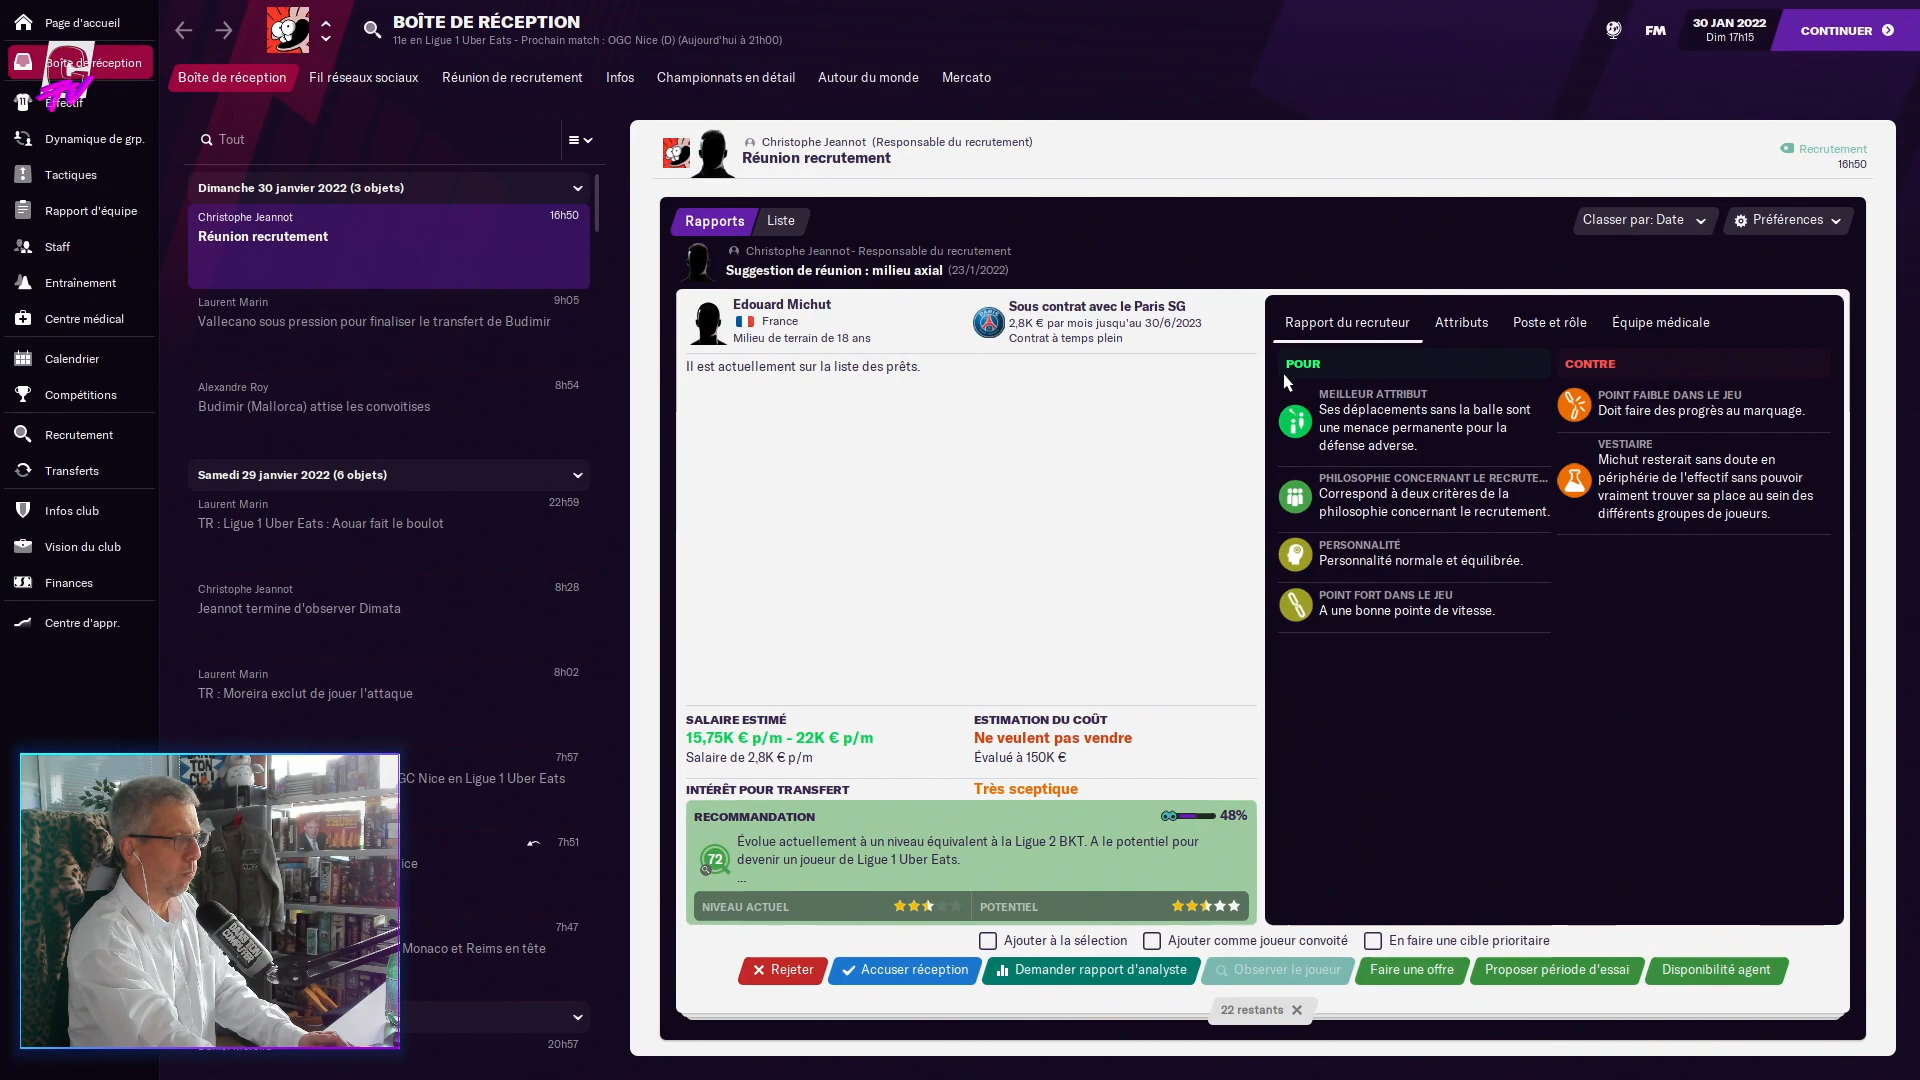 Page d'accueil
Boîte de réception
Effectif
Dynamique de grp.
Tactiques
Rapport d'équipe
Staff
Entraînement
Centre médical
Calendrier
Compétitions
Recrutement
Transferts
Infos club
Vision du club
Finances
Centre d'appr.
BOÎTE DE RÉCEPTION
11e en Ligue 1 Uber Eats - Prochain match : OGC Nice (D) (Aujourd'hui à 21h00)
FM
30 JAN 2022
Dim 17h15
CONTINUER
Boîte de réception
Fil réseaux sociaux
Réunion de recrutement
Infos
Championnats en détail
Autour du monde
Mercato
Tout
Dimanche 30 janvier 2022 (3 objets)
Christophe Jeannot 16h50
Réunion recrutement
Laurent Marin 9h05
Vallecano sous pression pour finaliser le transfert de Budimir
Alexandre Roy 8h54
Budimir (Mallorca) attise les convoitises
Samedi 29 janvier 2022 (6 objets)
Laurent Marin 22h59
TR : Ligue 1 Uber Eats : Aouar fait le boulot
Christophe Jeannot 8h28
Jeannot termine d'observer Dimata
Laurent Marin 8h02
TR : Moreira exclut de jouer l'attaque
7h57
GC Nice en Ligue 1 Uber Eats
7h51
ice
7h47
Monaco et Reims en tête
20h57
Christophe Jeannot (Responsable du recrutement)
Réunion recrutement
Recrutement
16h50
Rapports
Liste
Classer par: Date
Préférences
Christophe Jeannot - Responsable du recrutement
Suggestion de réunion : milieu axial (23/1/2022)
Edouard Michut
France
Milieu de terrain de 18 ans
Sous contrat avec le Paris SG
2,8K € par mois jusqu'au 30/6/2023
Contrat à temps plein
Il est actuellement sur la liste des prêts.
SALAIRE ESTIMÉ
15,75K € p/m - 22K € p/m
Salaire de 2,8K € p/m
ESTIMATION DU COÛT
Ne veulent pas vendre
Évalué à 150K €
INTÉRÊT POUR TRANSFERT
Très sceptique
RECOMMANDATION
48%
72
Évolue actuellement à un niveau équivalent à la Ligue 2 BKT. A le potentiel pour
devenir un joueur de Ligue 1 Uber Eats.
...
NIVEAU ACTUEL
POTENTIEL
Rapport du recruteur
Attributs
Poste et rôle
Équipe médicale
POUR
MEILLEUR ATTRIBUT
Ses déplacements sans la balle sont
une menace permanente pour la
défense adverse.
PHILOSOPHIE CONCERNANT LE RECRUTE...
Correspond à deux critères de la
philosophie concernant le recrutement.
PERSONNALITÉ
Personnalité normale et équilibrée.
POINT FORT DANS LE JEU
A une bonne pointe de vitesse.
CONTRE
POINT FAIBLE DANS LE JEU
Doit faire des progrès au marquage.
VESTIAIRE
Michut resterait sans doute en
périphérie de l'effectif sans pouvoir
vraiment trouver sa place au sein des
différents groupes de joueurs.
Ajouter à la sélection
Ajouter comme joueur convoité
En faire une cible prioritaire
Rejeter
Accuser réception
Demander rapport d'analyste
Observer le joueur
Faire une offre
Proposer période d'essai
Disponibilité agent
22 restants
DANS TON COMPUTER